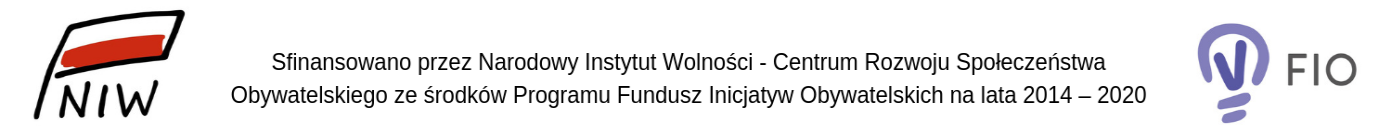 NIW
Sfinansowano przez Narodowy Instytut Wolności - Centrum Rozwoju Społeczeństwa
Obywatelskiego ze środków Programu Fundusz Inicjatyw Obywatelskich na lata 2014 – 2020
FIO